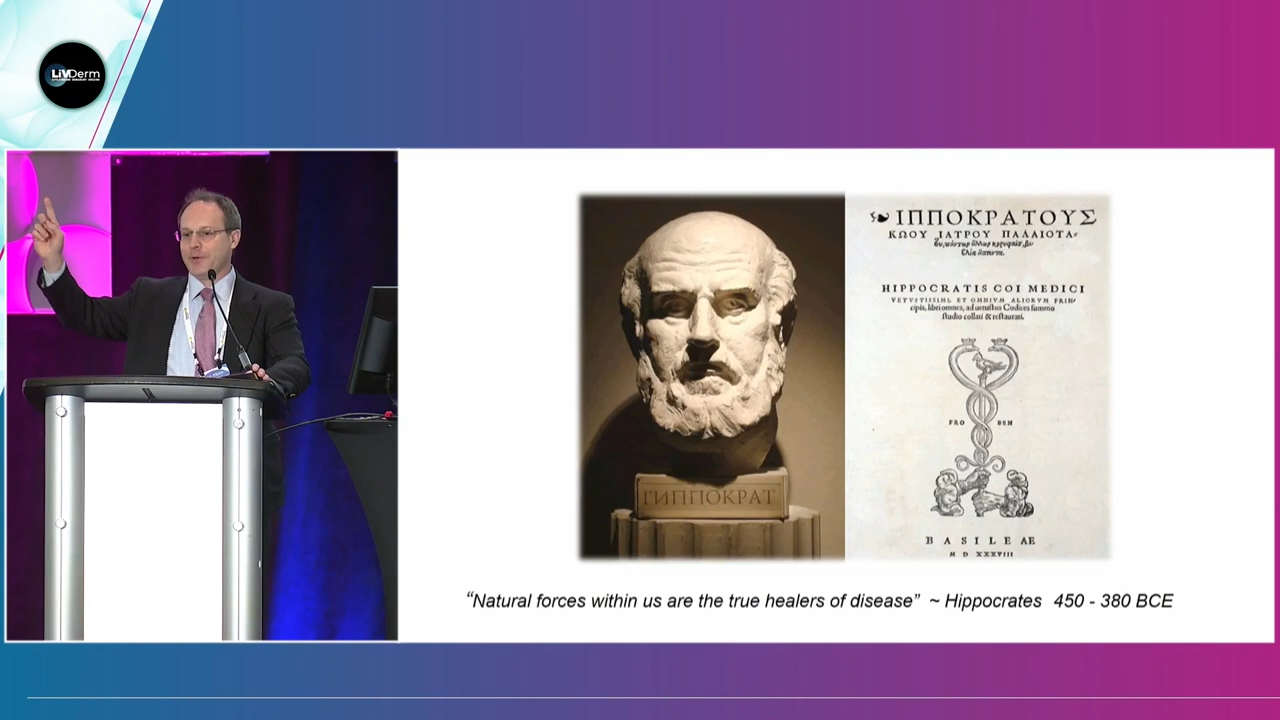 LiVDerm
ΙΠΠΟΚΡΑΤΟΥΣ
ΚΩΟΥ ΙΑΤΡΟΥ ΠΑΛΑΙΟΤΑ-
HIPPOCRATIS COI MEDICI
VETVSTISSIMI, ET OMNIVM ALIORVM PRIN/
cipis, libri omnes, ad uetustos Codices summo
studio collati & restaurati.
FRO BEN
ГИППОКРАТ
BASILEAE
M D XXXVIII
“Natural forces within us are the true healers of disease” ~ Hippocrates 450 - 380 BCE